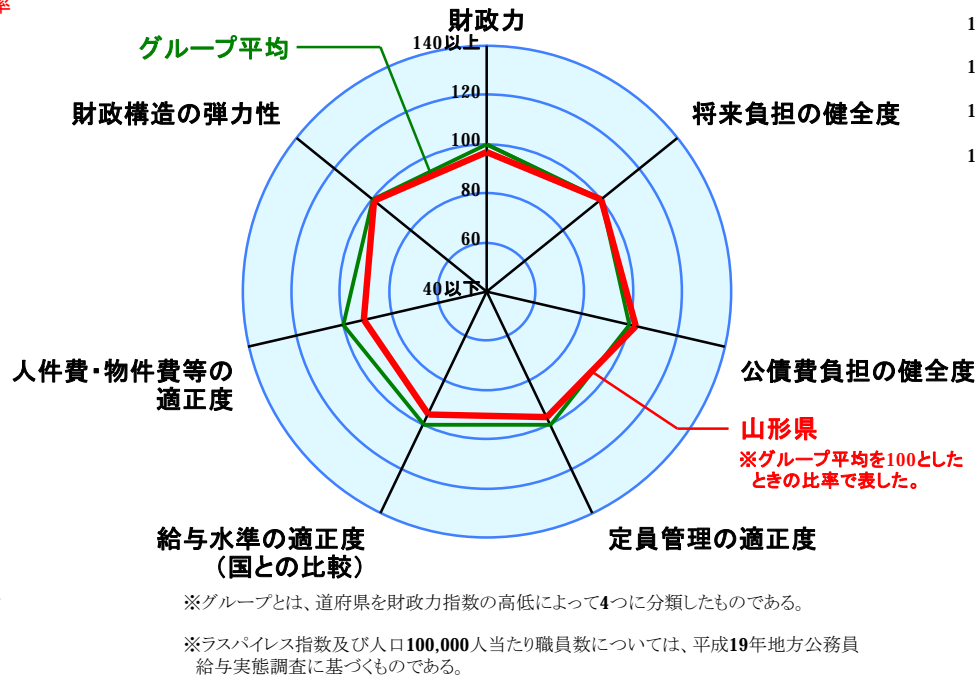 率
財政力
140以上
120
100
80
60
40以下
グループ平均
財政構造の弾力性
将来負担の健全度
1
1
1
1
人件費・物件費等の
適正度
公債費負担の健全度
山形県
※グループ平均を100とした
ときの比率で表した。
給与水準の適正度
（国との比較）
定員管理の適正度
※グループとは、道府県を財政力指数の高低によって4つに分類したものである。
※ラスパイレス指数及び人口100,000人当たり職員数については、平成19年地方公務員
給与実態調査に基づくものである。